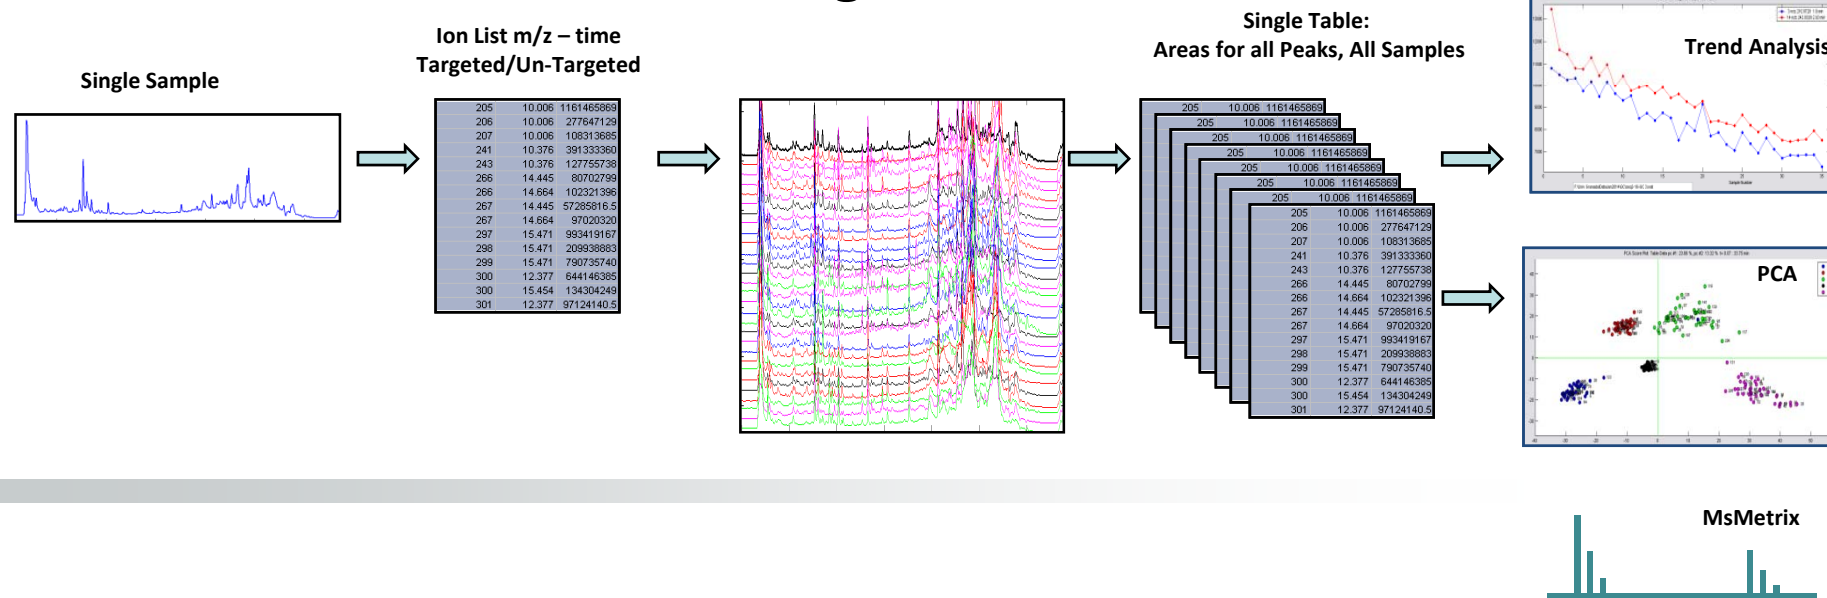 Single Sample
Ion List m/z – time
Targeted/Un-Targeted
205 10.006 1161465869
206 10.006 277647129
207 10.006 108313685
241 10.376 391333360
243 10.376 127755738
266 14.445 80702799
266 14.664 102321396
267 14.445 57285816.5
267 14.664 97020320
297 15.471 993419167
298 15.471 209938883
299 15.471 790735740
300 12.377 644146385
300 15.454 134304249
301 12.377 97124140.5
Single Table:
Areas for all Peaks, All Samples
205 10.006 1161465869
205 10.006 1161465869
205 10.006 1161465869
205 10.006 1161465869
205 10.006 1161465869
205 10.006 1161465869
205 10.006 1161465869
205 10.006 1161465869
206 10.006 277647129
207 10.006 108313685
241 10.376 391333360
243 10.376 127755738
266 14.445 80702799
266 14.664 102321396
267 14.445 57285816.5
267 14.664 97020320
297 15.471 993419167
298 15.471 209938883
299 15.471 790735740
300 12.377 644146385
300 15.454 134304249
301 12.377 97124140.5
Trend Analysis
Sample Number
PCA
MsMetrix